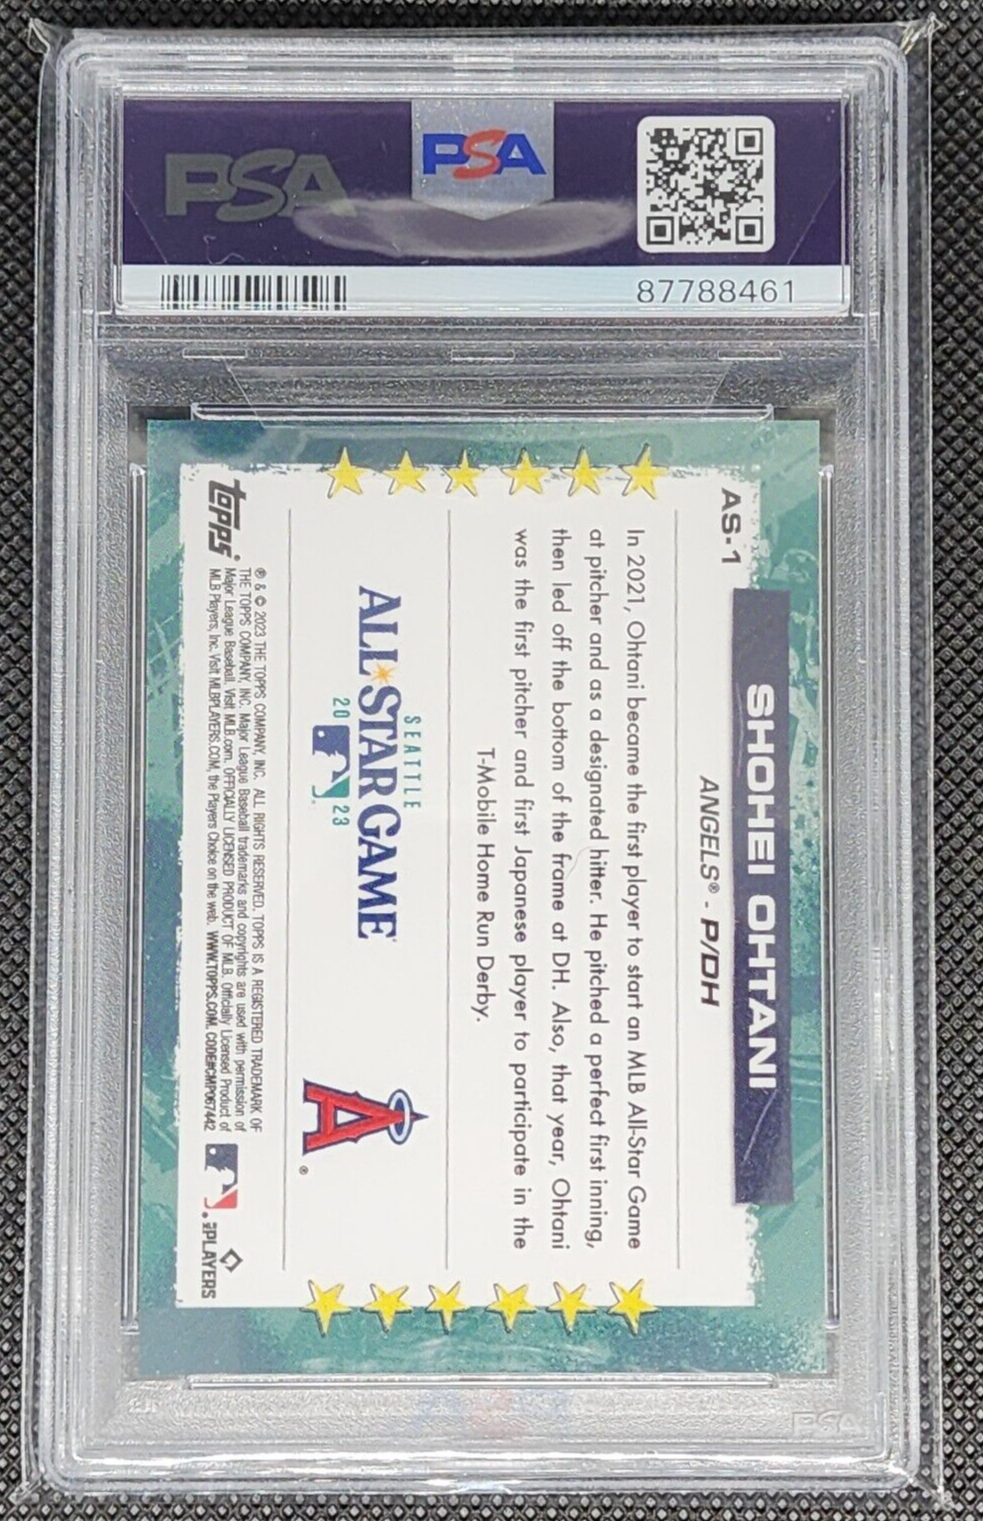 PSA
PSA
87788461
AS-1
SHOHEI OHTANI
ANGELS® - P/DH
In 2021, Ohtani became the first player to start an MLB All-Star Game
at pitcher and as a designated hitter. He pitched a perfect first inning,
then led off the bottom of the frame at DH. Also, that year, Ohtani
was the first pitcher and first Japanese player to participate in the
T-Mobile Home Run Derby.
SEATTLE
ALL STAR GAME
20 23
A®
topps®
® & © 2023 THE TOPPS COMPANY, INC. ALL RIGHTS RESERVED. TOPPS IS A REGISTERED TRADEMARK OF
THE TOPPS COMPANY, INC. Major League Baseball trademarks and copyrights are used with permission of
Major League Baseball. Visit MLB.com. OFFICIALLY LICENSED PRODUCT OF MLB. Officially Licensed Product of
MLB Players, Inc. Visit MLBPLAYERS.COM, the Players Choice on the web. WWW.TOPPS.COM. CODE#CMP067442
MLB PLAYERS
PSA